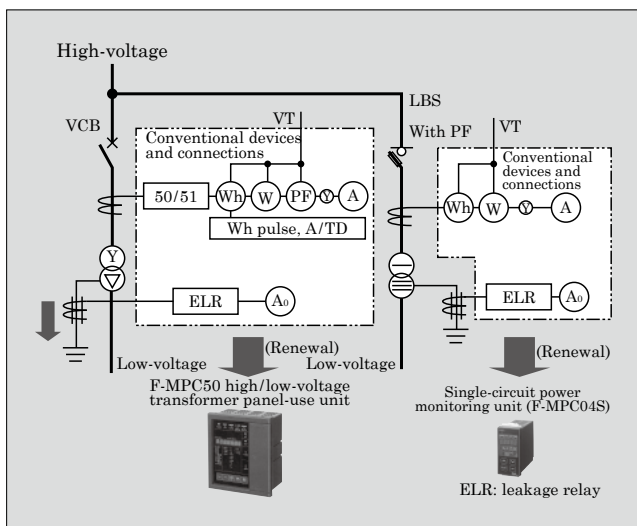 High-voltage
VCB
VT
Conventional devices
and connections
50/51
Wh
W
PF
Y
A
Wh pulse, A/TD
Y
ELR
A0
Low-voltage
(Renewal)
F-MPC50 high/low-voltage
transformer panel-use unit
LBS
With PF
VT
Conventional
devices and
connections
Wh
W
Y
A
ELR
A0
Low-voltage
(Renewal)
Single-circuit power
monitoring unit (F-MPC04S)
ELR: leakage relay